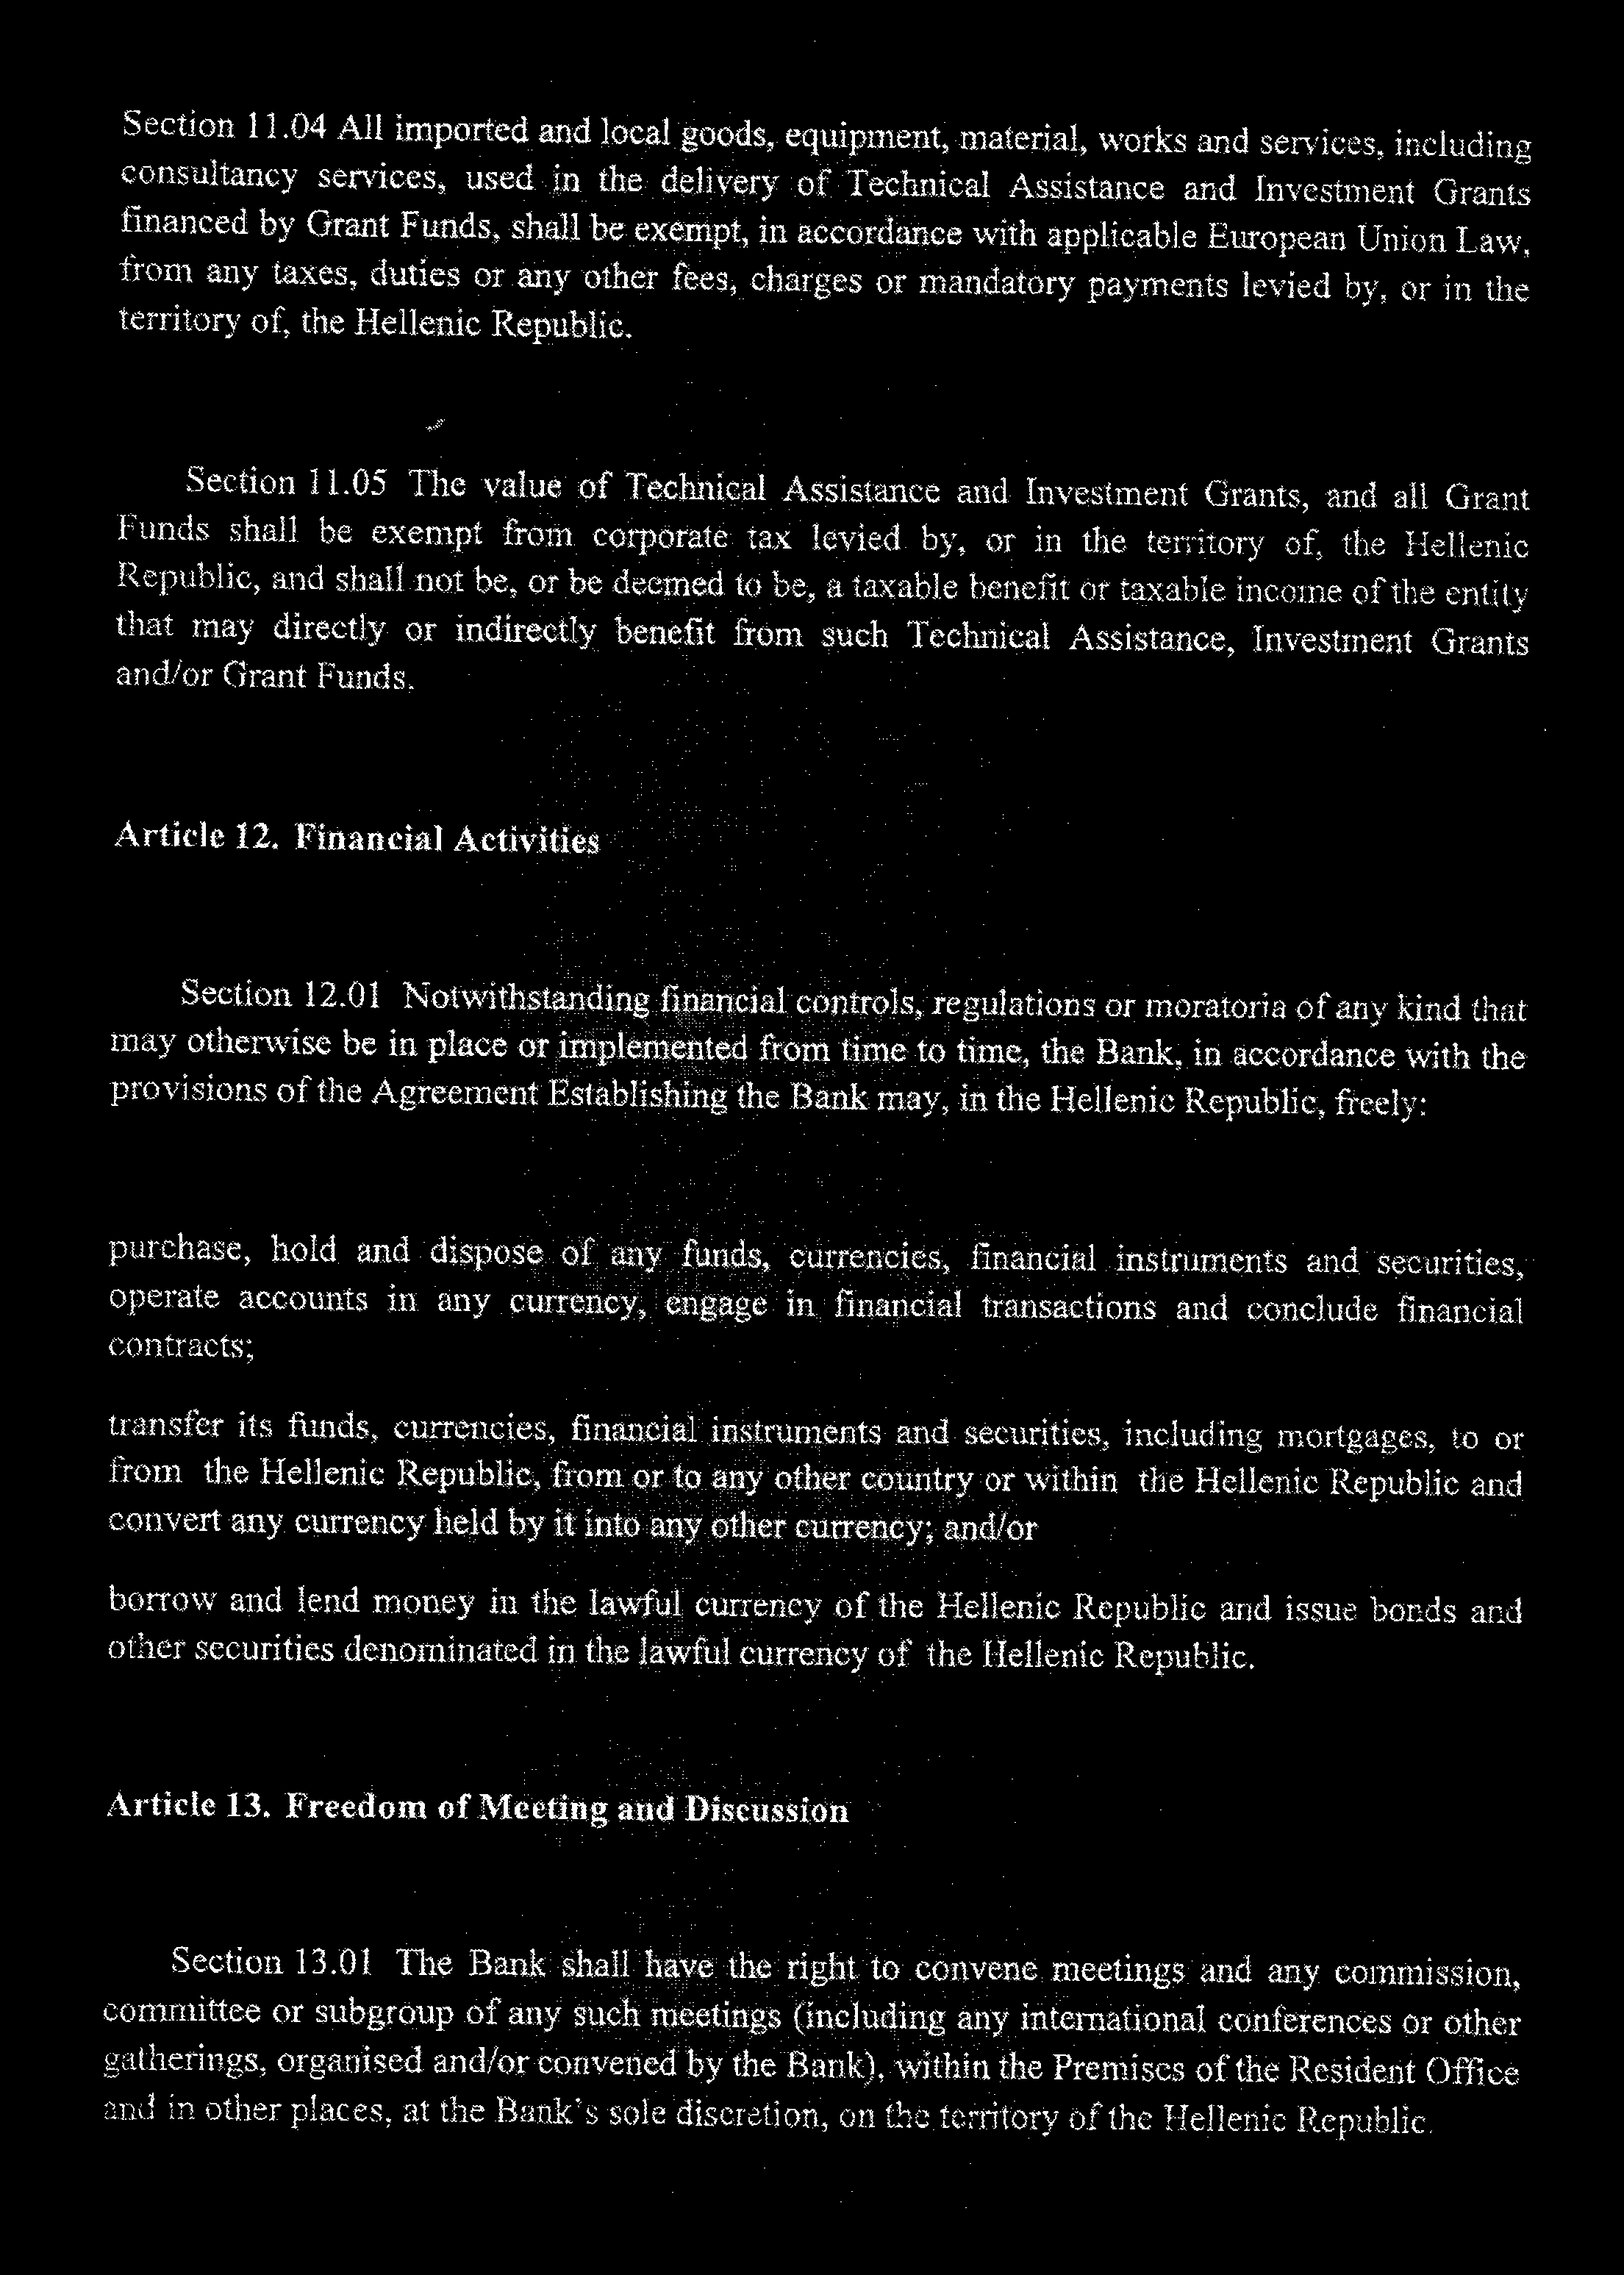 Section 11.04 All imported and local goods, equipment, material, works and services, including
consultancy services, used in the delivery of Technical Assistance and Investment Grants
financed by Grant Funds, shall be exempt, in accordance with applicable European Union Law,
from any taxes, duties or any other fees, charges or mandatory payments levied by, or in the
territory of, the Hellenic Republic.
Section 11.05 The value of Technical Assistance and Investment Grants, and all Grant
Funds shall be exempt from corporate tax levied by, or in the territory of, the Hellenic
Republic, and shall not be, or be deemed to be, a taxable benefit or taxable income of the entity
that may directly or indirectly benefit from such Technical Assistance, Investment Grants
and/or Grant Funds.
Article 12. Financial Activities
Section 12.01 Notwithstanding financial controls, regulations or moratoria of any kind that
may otherwise be in place or implemented from time to time, the Bank, in accordance with the
provisions of the Agreement Establishing the Bank may, in the Hellenic Republic, freely:
purchase, hold and dispose of any funds, currencies, financial instruments and securities,
operate accounts in any currency, engage in financial transactions and conclude financial
contracts;
transfer its funds, currencies, financial instruments and securities, including mortgages, to or
from the Hellenic Republic, from or to any other country or within the Hellenic Republic and
convert any currency held by it into any other currency; and/or
borrow and lend money in the lawful currency of the Hellenic Republic and issue bonds and
other securities denominated in the lawful currency of the Hellenic Republic.
Article 13. Freedom of Meeting and Discussion
Section 13.01 The Bank shall have the right to convene meetings and any commission,
committee or subgroup of any such meetings (including any international conferences or other
gatherings, organised and/or convened by the Bank), within the Premises of the Resident Office
and in other places, at the Bank's sole discretion, on the territory of the Hellenic Republic.